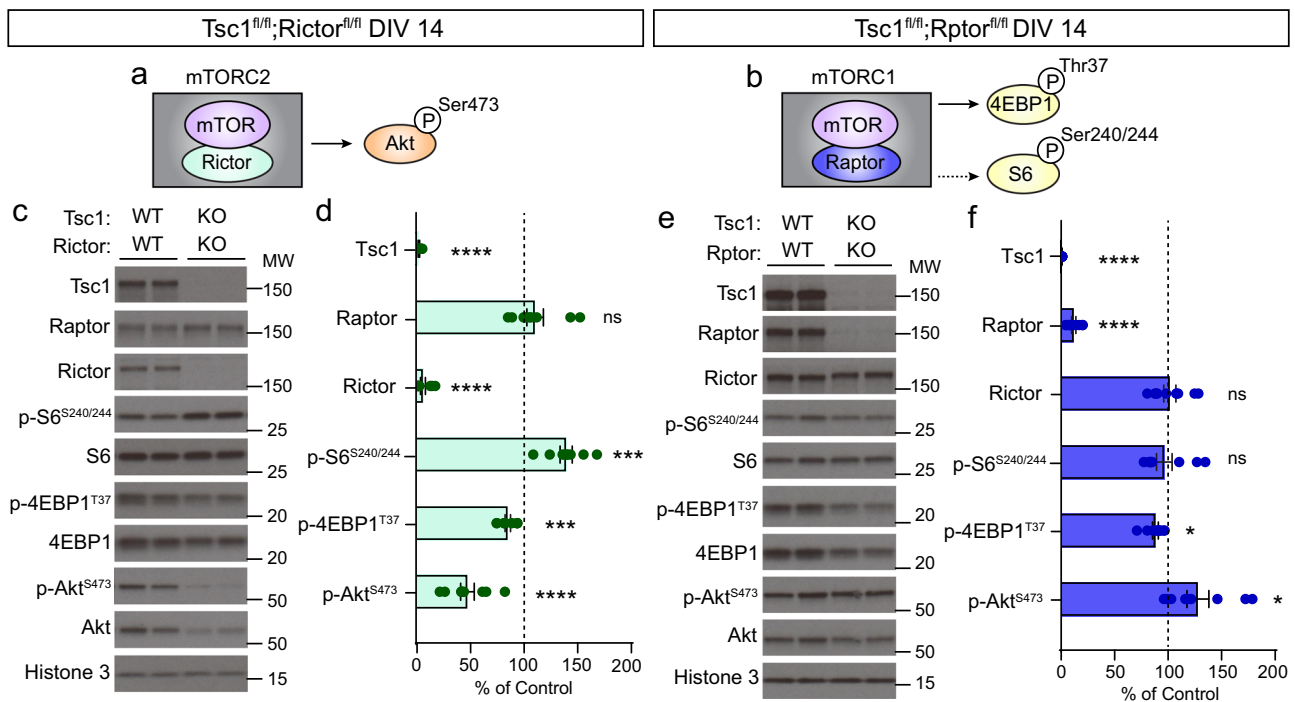 Tsc1fl/fl;Rictorfl/fl DIV 14
Tsc1fl/fl;Rptorfl/fl DIV 14
a
mTORC2
mTOR
Rictor
Akt
P
Ser473
b
mTORC1
mTOR
Raptor
4EBP1
P
Thr37
S6
P
Ser240/244
c
Tsc1: WT KO
Rictor: WT KO
MW
Tsc1 150
Raptor 150
Rictor 150
p-S6S240/244 25
S6 25
p-4EBP1T37 20
4EBP1 20
p-AktS473 50
Akt 50
Histone 3 15
d
Tsc1 ****
Raptor ns
Rictor ****
p-S6S240/244 ***
p-4EBP1T37 ***
p-AktS473 ****
0 50 100 150 200
% of Control
e
Tsc1: WT KO
Rptor: WT KO
MW
Tsc1 150
Raptor 150
Rictor 150
p-S6S240/244 25
S6 25
p-4EBP1T37 20
4EBP1 20
p-AktS473 50
Akt 50
Histone 3 15
f
Tsc1 ****
Raptor ****
Rictor ns
p-S6S240/244 ns
p-4EBP1T37 *
p-AktS473 *
0 50 100 150 200
% of Control